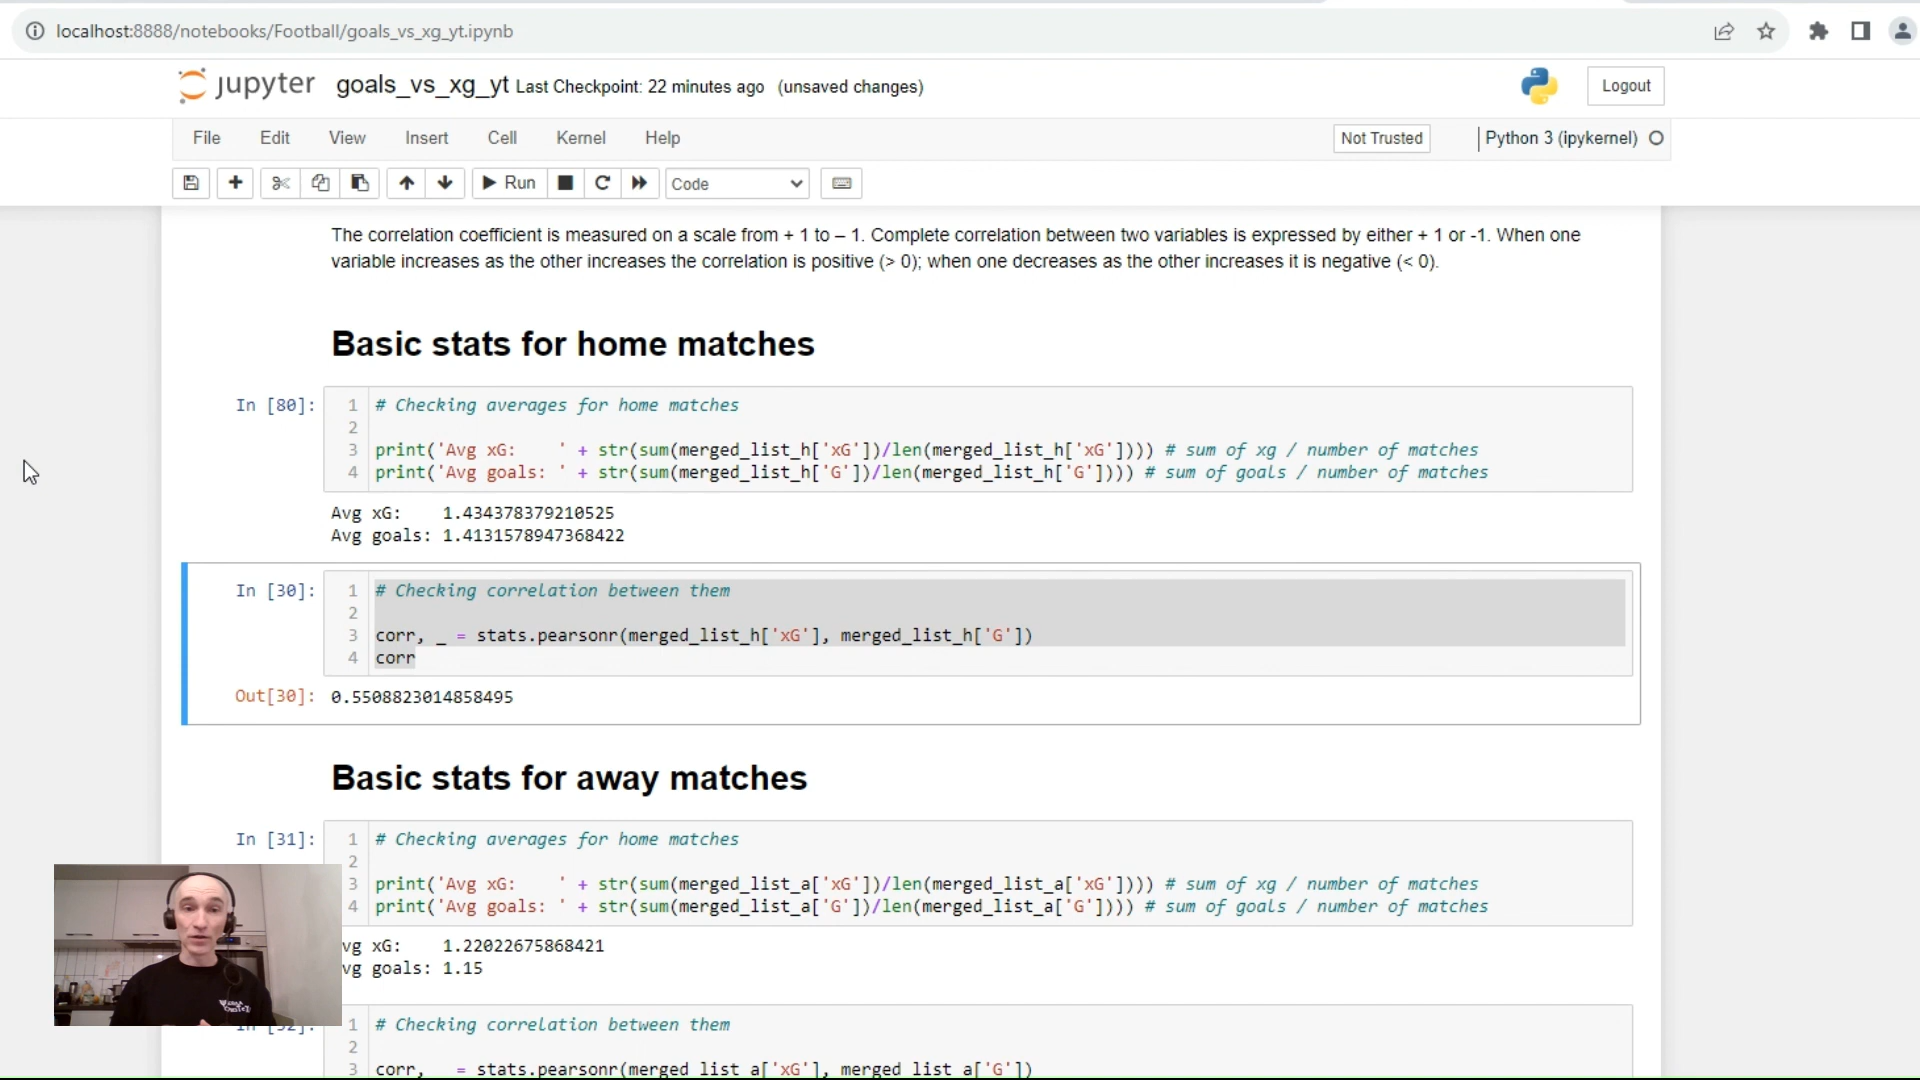 localhost:8888/notebooks/Football/goals_vs_xg_yt.ipynb
jupyter goals_vs_xg_yt Last Checkpoint: 22 minutes ago (unsaved changes)
Logout
File Edit View Insert Cell Kernel Help
Not Trusted
Python 3 (ipykernel)
Run
Code
The correlation coefficient is measured on a scale from + 1 to – 1. Complete correlation between two variables is expressed by either + 1 or -1. When one
variable increases as the other increases the correlation is positive (> 0); when one decreases as the other increases it is negative (< 0).
Basic stats for home matches
In [80]:
1 # Checking averages for home matches
2
3 print('Avg xG:    ' + str(sum(merged_list_h['xG'])/len(merged_list_h['xG']))) # sum of xg / number of matches
4 print('Avg goals: ' + str(sum(merged_list_h['G'])/len(merged_list_h['G']))) # sum of goals / number of matches
Avg xG:    1.434378379210525
Avg goals: 1.4131578947368422
In [30]:
1 # Checking correlation between them
2
3 corr, _ = stats.pearsonr(merged_list_h['xG'], merged_list_h['G'])
4 corr
Out[30]: 0.5508823014858495
Basic stats for away matches
In [31]:
1 # Checking averages for home matches
2
3 print('Avg xG:    ' + str(sum(merged_list_a['xG'])/len(merged_list_a['xG']))) # sum of xg / number of matches
4 print('Avg goals: ' + str(sum(merged_list_a['G'])/len(merged_list_a['G']))) # sum of goals / number of matches
vg xG:    1.22022675868421
vg goals: 1.15
1 # Checking correlation between them
2
3 corr, = stats.pearsonr(merged_list_a['xG'], merged_list_a['G'])